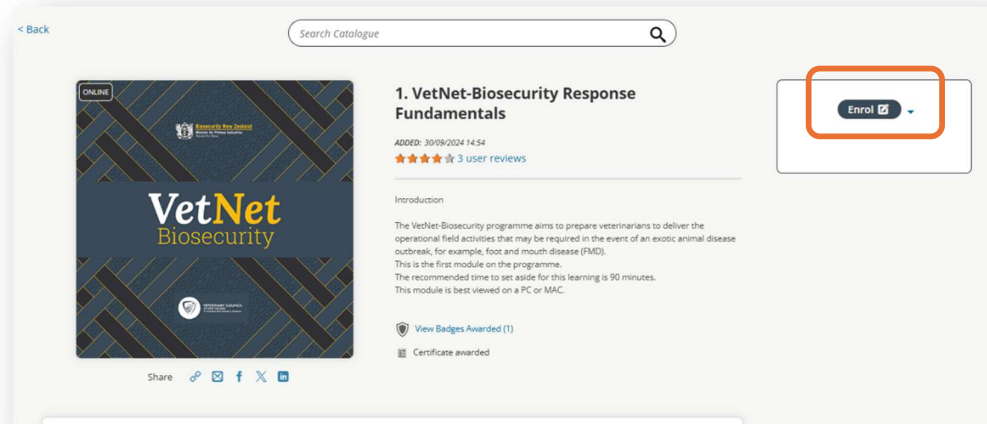 < Back
Search Catalogue
ONLINE
Biosecurity New Zealand
VetNet
Biosecurity
VETERINARY COUNCIL
Share
1. VetNet-Biosecurity Response
Fundamentals
ADDED: 30/09/2024 14:54
3 user reviews
Introduction
The VetNet-Biosecurity programme aims to prepare veterinarians to deliver the
operational field activities that may be required in the event of an exotic animal disease
outbreak, for example, foot and mouth disease (FMD).
This is the first module on the programme.
The recommended time to set aside for this learning is 90 minutes.
This module is best viewed on a PC or MAC.
View Badges Awarded (1)
Certificate awarded
Enrol